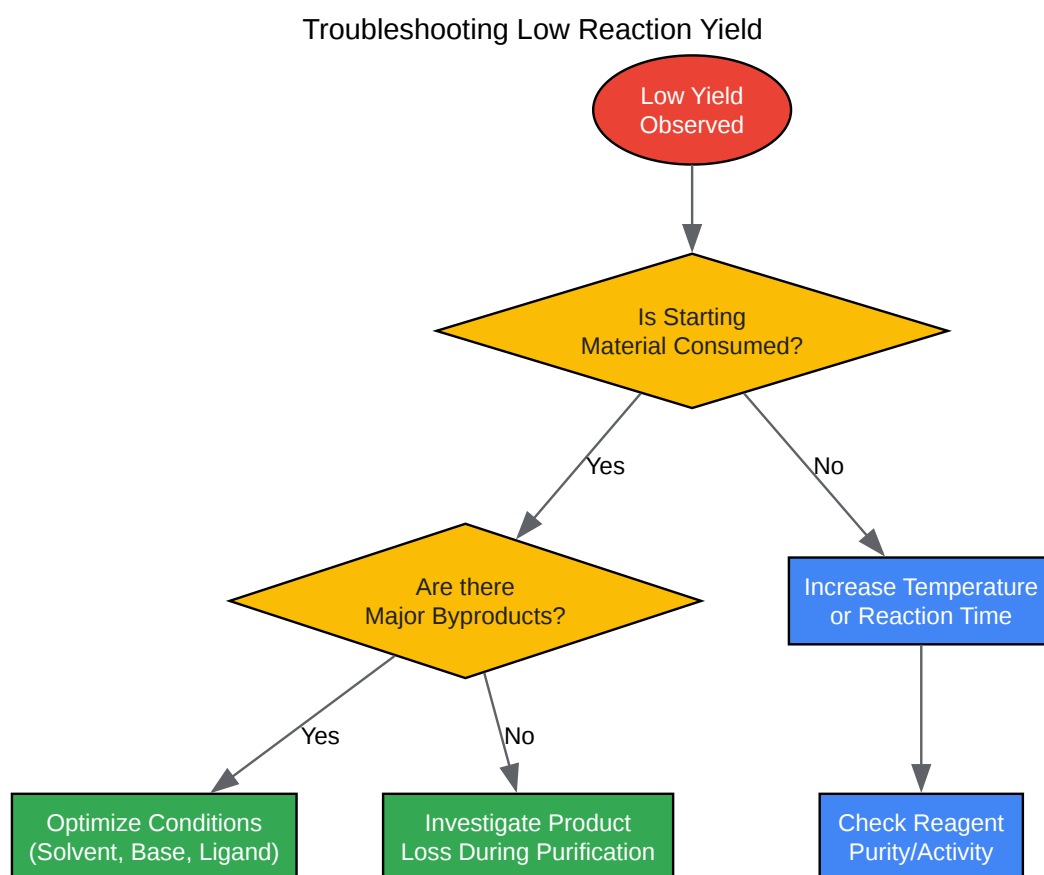 Troubleshooting Low Reaction Yield
Low Yield
Observed
Is Starting
Material Consumed?
Yes
No
Are there
Major Byproducts?
Increase Temperature
or Reaction Time
Yes
No
Optimize Conditions
(Solvent, Base, Ligand)
Investigate Product
Loss During Purification
Check Reagent
Purity/Activity